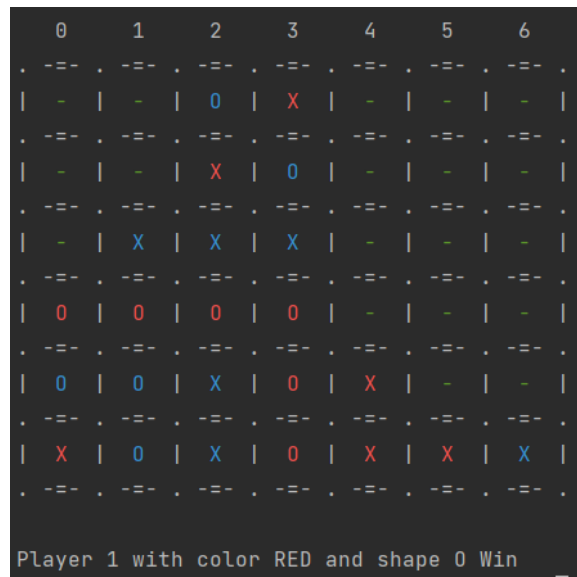 0 1 2 3 4 5 6
. -=- . -=- . -=- . -=- . -=- . -=- . -=- .
| - | - | O | X | - | - | - |
. -=- . -=- . -=- . -=- . -=- . -=- . -=- .
| - | - | X | O | - | - | - |
. -=- . -=- . -=- . -=- . -=- . -=- . -=- .
| - | X | X | X | - | - | - |
. -=- . -=- . -=- . -=- . -=- . -=- . -=- .
| O | O | O | O | - | - | - |
. -=- . -=- . -=- . -=- . -=- . -=- . -=- .
| O | O | X | O | X | - | - |
. -=- . -=- . -=- . -=- . -=- . -=- . -=- .
| X | O | X | O | X | X | X |
. -=- . -=- . -=- . -=- . -=- . -=- . -=- .
Player 1 with color RED and shape O Win